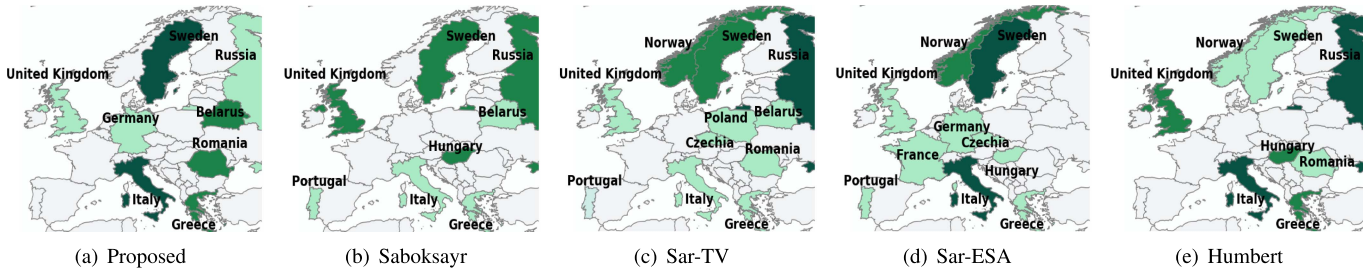 Sweden
Russia
United Kingdom
Germany
Belarus
Romania
Italy
Greece
(a) Proposed
Sweden
Russia
United Kingdom
Belarus
Hungary
Portugal
Italy
Greece
(b) Saboksayr
Norway
Sweden
Russia
United Kingdom
Poland
Belarus
Czechia
Romania
Portugal
Italy
Greece
(c) Sar-TV
Norway
Sweden
United Kingdom
Germany
Czechia
France
Hungary
Portugal
Italy
Greece
(d) Sar-ESA
Norway
Sweden
Russia
United Kingdom
Hungary
Romania
Italy
Greece
(e) Humbert